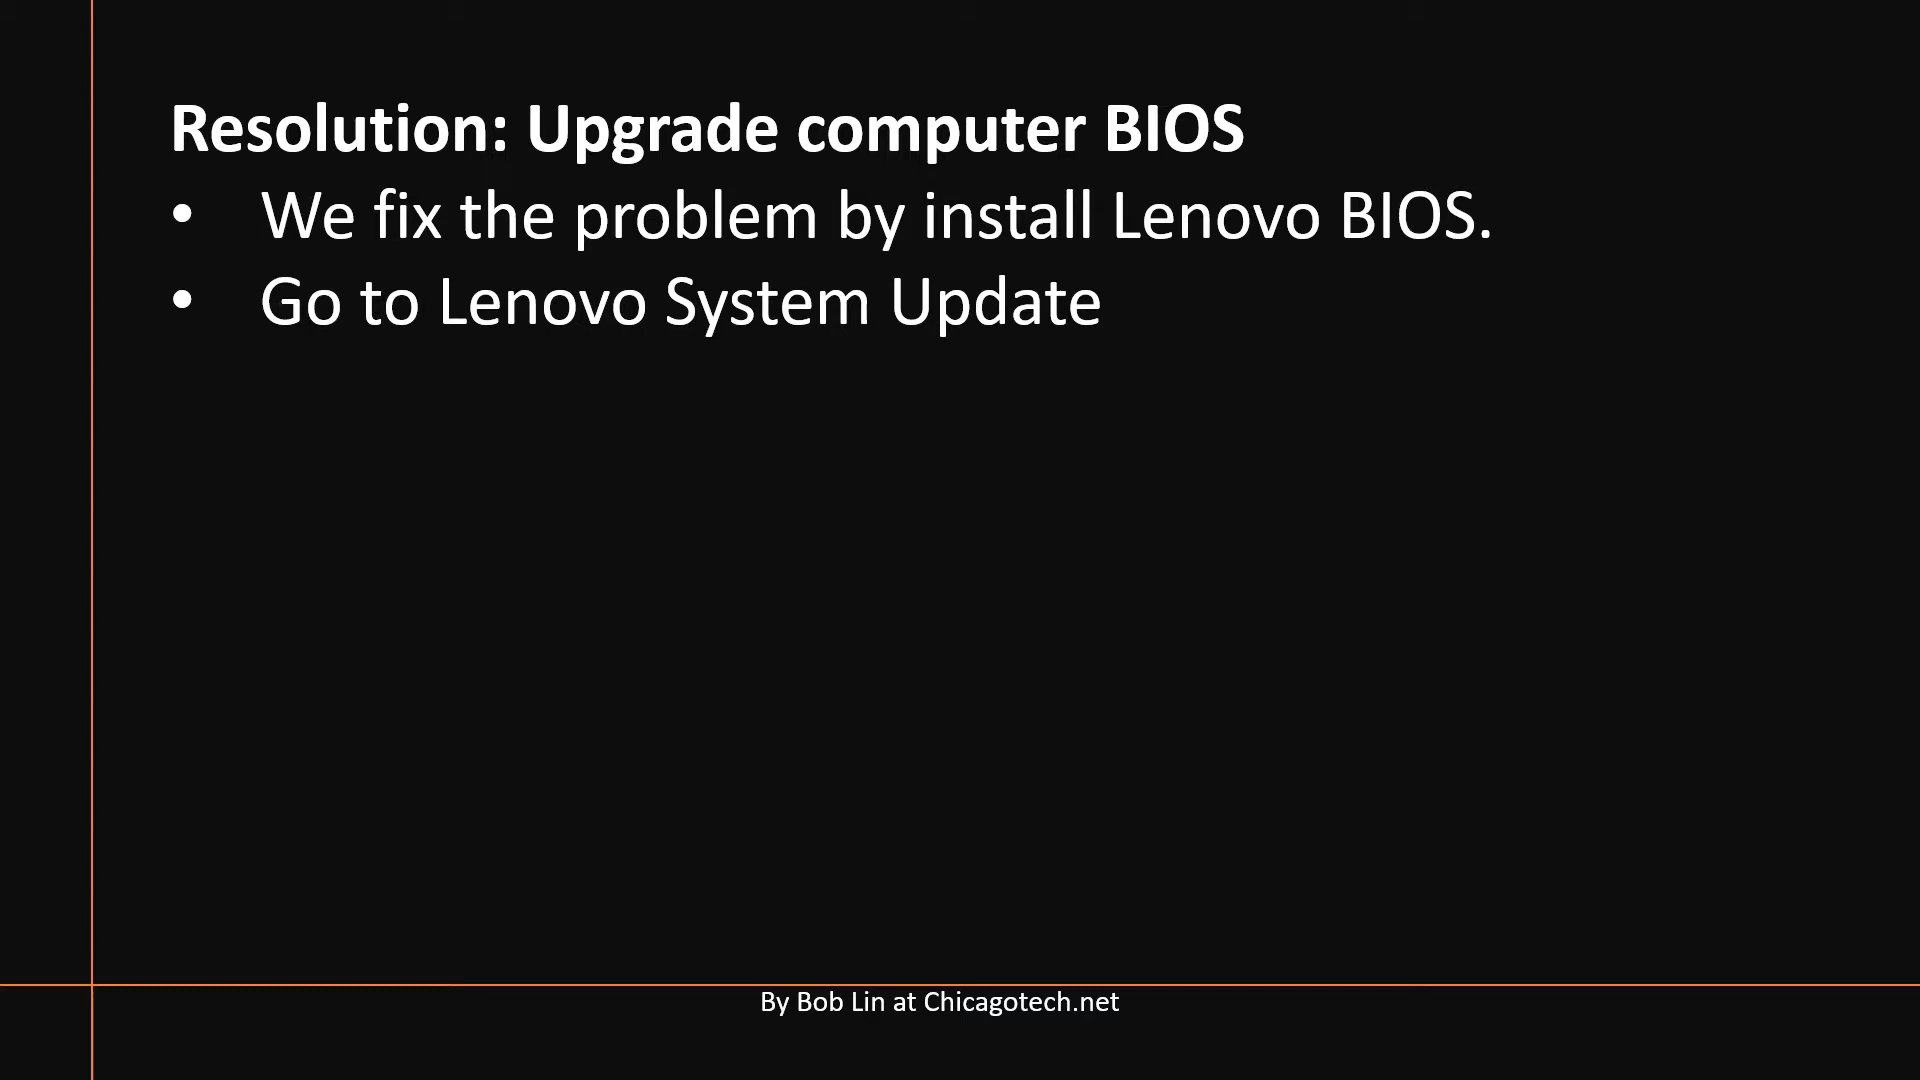 Resolution: Upgrade computer BIOS
• We fix the problem by install Lenovo BIOS.
• Go to Lenovo System Update
By Bob Lin at Chicagotech.net